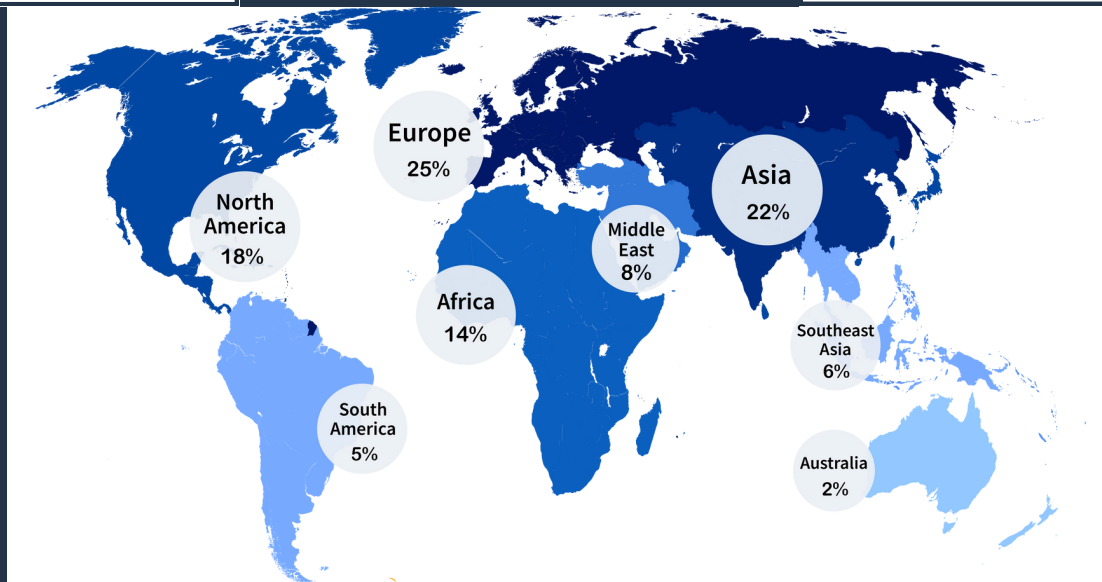 Europe
25%
Asia
22%
North
America
18%
Middle
East
8%
Africa
14%
Southeast
Asia
6%
South
America
5%
Australia
2%